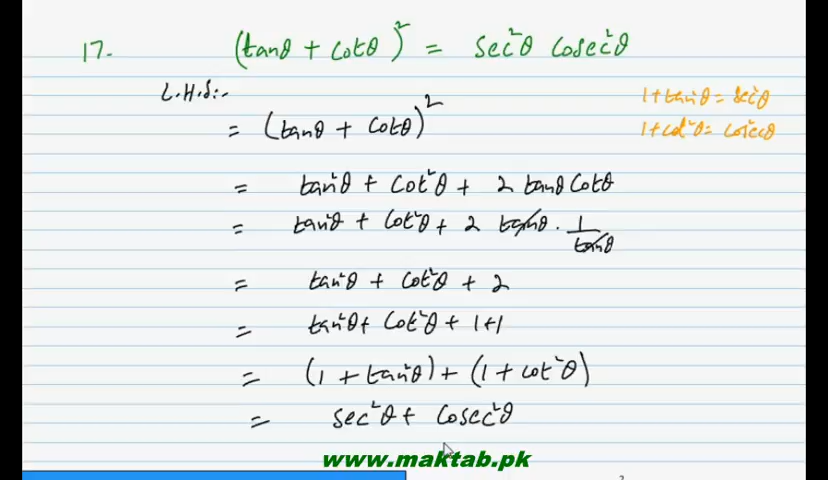 17. (tanθ + cotθ)² = sec²θ cosec²θ
L.H.S:-
1+tan²θ = sec²θ
= (tanθ + cotθ)²
1+cot²θ = cosec²θ
= tan²θ + cot²θ + 2 tanθ cotθ
= tan²θ + cot²θ + 2 tanθ · 1/tanθ
= tan²θ + cot²θ + 2
= tan²θ + cot²θ + 1+1
= (1 + tan²θ) + (1 + cot²θ)
= sec²θ + cosec²θ
www.maktab.pk